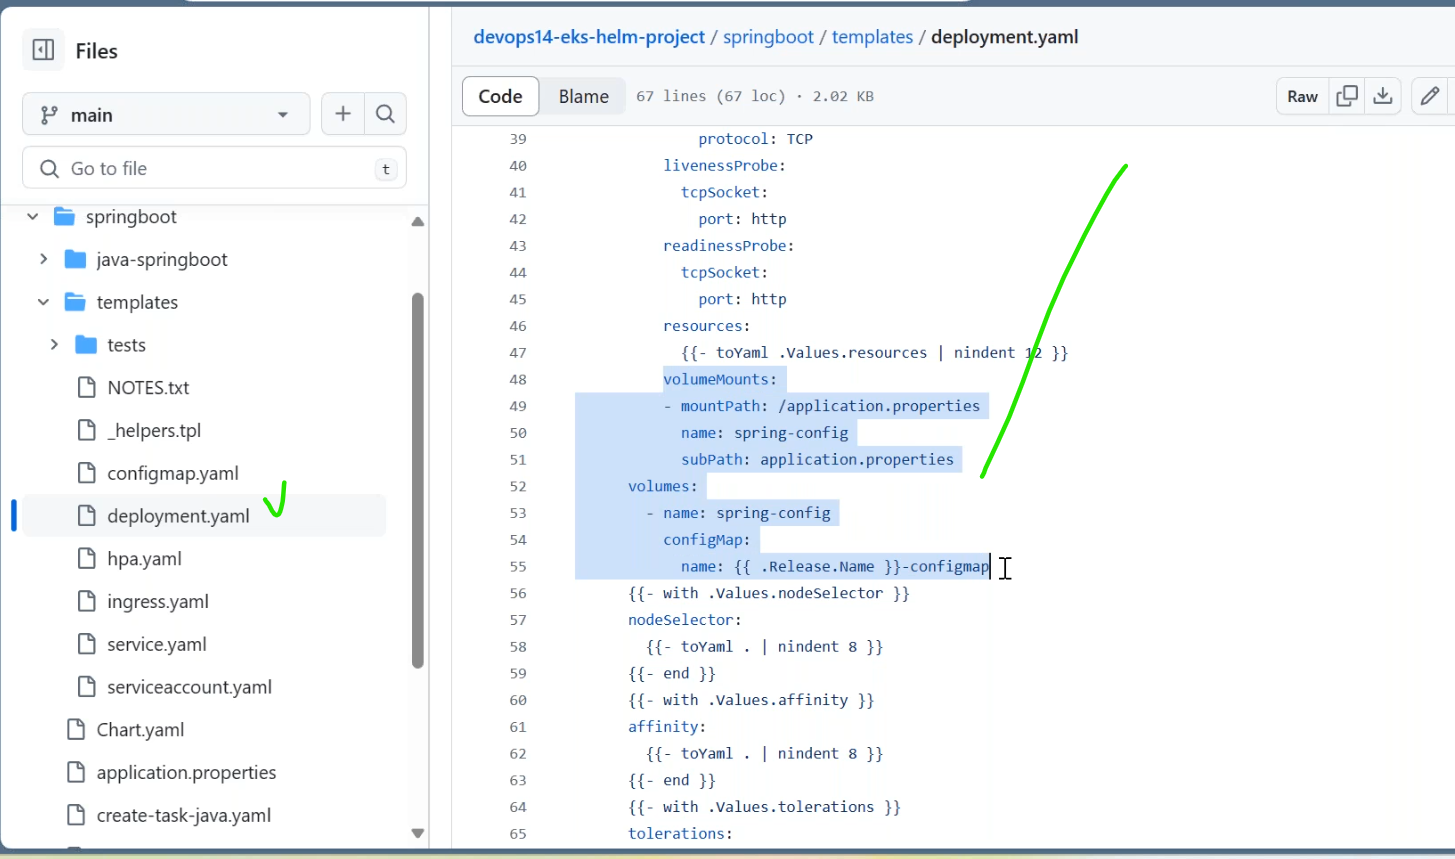 Files
main
Go to file
t
springboot
java-springboot
templates
tests
NOTES.txt
_helpers.tpl
configmap.yaml
deployment.yaml
hpa.yaml
ingress.yaml
service.yaml
serviceaccount.yaml
Chart.yaml
application.properties
create-task-java.yaml
devops14-eks-helm-project / springboot / templates / deployment.yaml
Code Blame 67 lines (67 loc) · 2.02 KB Raw
39 protocol: TCP
40 livenessProbe:
41 tcpSocket:
42 port: http
43 readinessProbe:
44 tcpSocket:
45 port: http
46 resources:
47 {{- toYaml .Values.resources | nindent 12 }}
48 volumeMounts:
49 - mountPath: /application.properties
50 name: spring-config
51 subPath: application.properties
52 volumes:
53 - name: spring-config
54 configMap:
55 name: {{ .Release.Name }}-configmap
56 {{- with .Values.nodeSelector }}
57 nodeSelector:
58 {{- toYaml . | nindent 8 }}
59 {{- end }}
60 {{- with .Values.affinity }}
61 affinity:
62 {{- toYaml . | nindent 8 }}
63 {{- end }}
64 {{- with .Values.tolerations }}
65 tolerations: